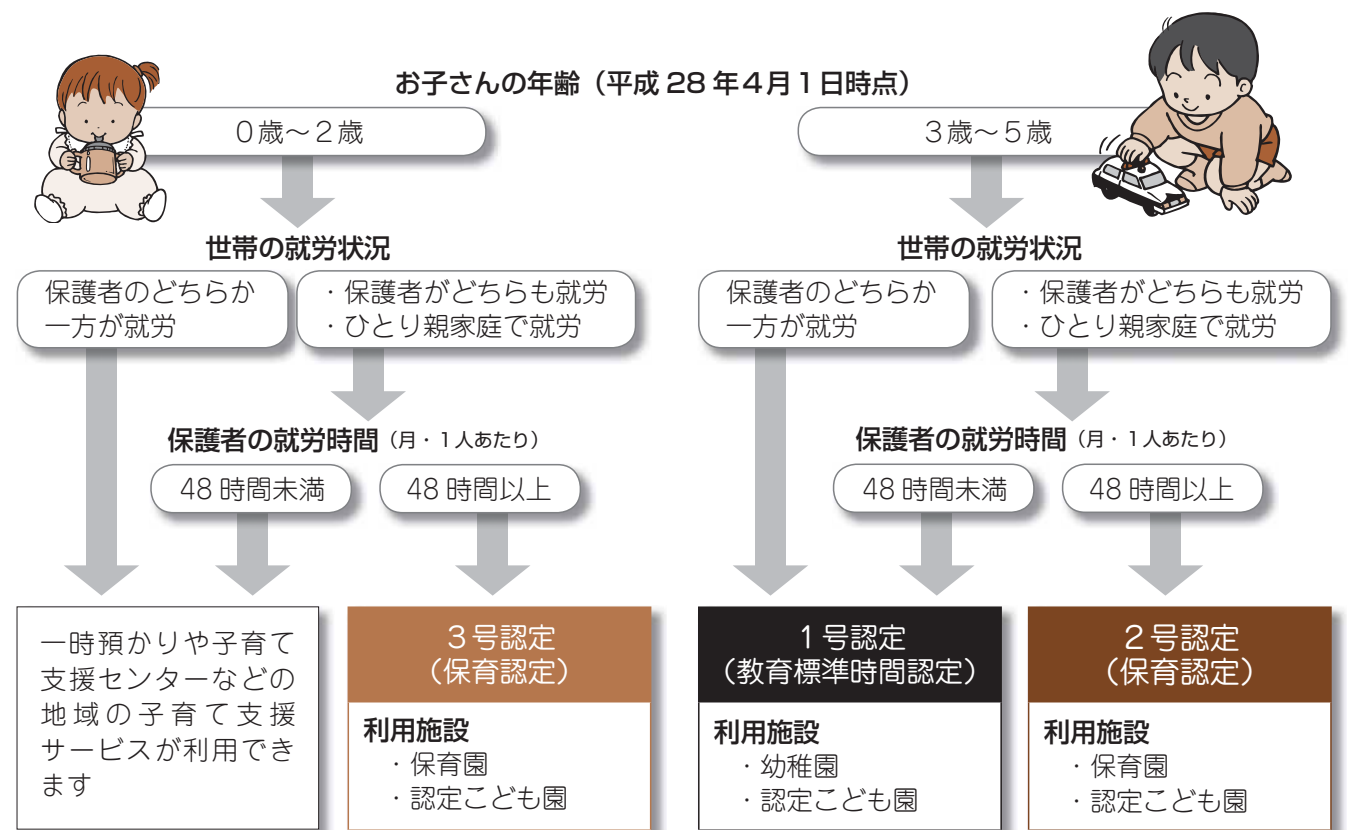 お子さんの年齢（平成 28 年４月１日時点）
０歳～２歳
３歳～５歳
世帯の就労状況
保護者のどちらか
一方が就労
・保護者がどちらも就労
・ひとり親家庭で就労
世帯の就労状況
保護者のどちらか
一方が就労
・保護者がどちらも就労
・ひとり親家庭で就労
保護者の就労時間（月・１人あたり）
48 時間未満
48 時間以上
保護者の就労時間（月・１人あたり）
48 時間未満
48 時間以上
一時預かりや子育て
支援センターなどの
地域の子育て支援
サービスが利用でき
ます
３号認定
（保育認定）
利用施設
・保育園
・認定こども園
１号認定
（教育標準時間認定）
利用施設
・幼稚園
・認定こども園
２号認定
（保育認定）
利用施設
・保育園
・認定こども園